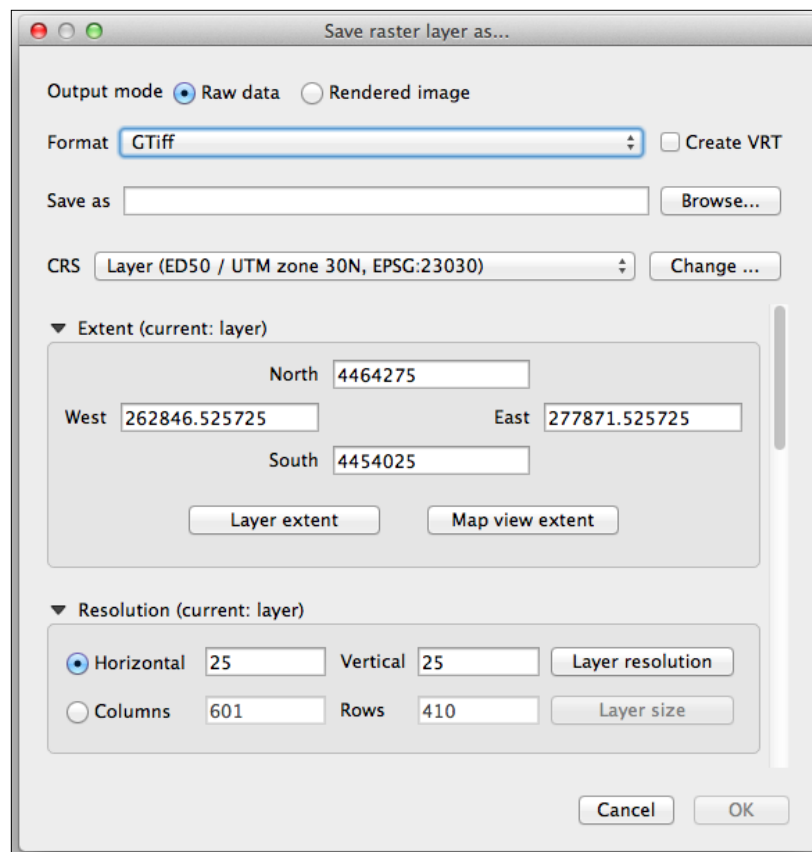 Save raster layer as...
Output mode Raw data Rendered image
Format GTiff Create VRT
Save as Browse...
CRS Layer (ED50 / UTM zone 30N, EPSG:23030) Change ...
Extent (current: layer)
North 4464275
West 262846.525725 East 277871.525725
South 4454025
Layer extent Map view extent
Resolution (current: layer)
Horizontal 25 Vertical 25 Layer resolution
Columns 601 Rows 410 Layer size
Cancel OK